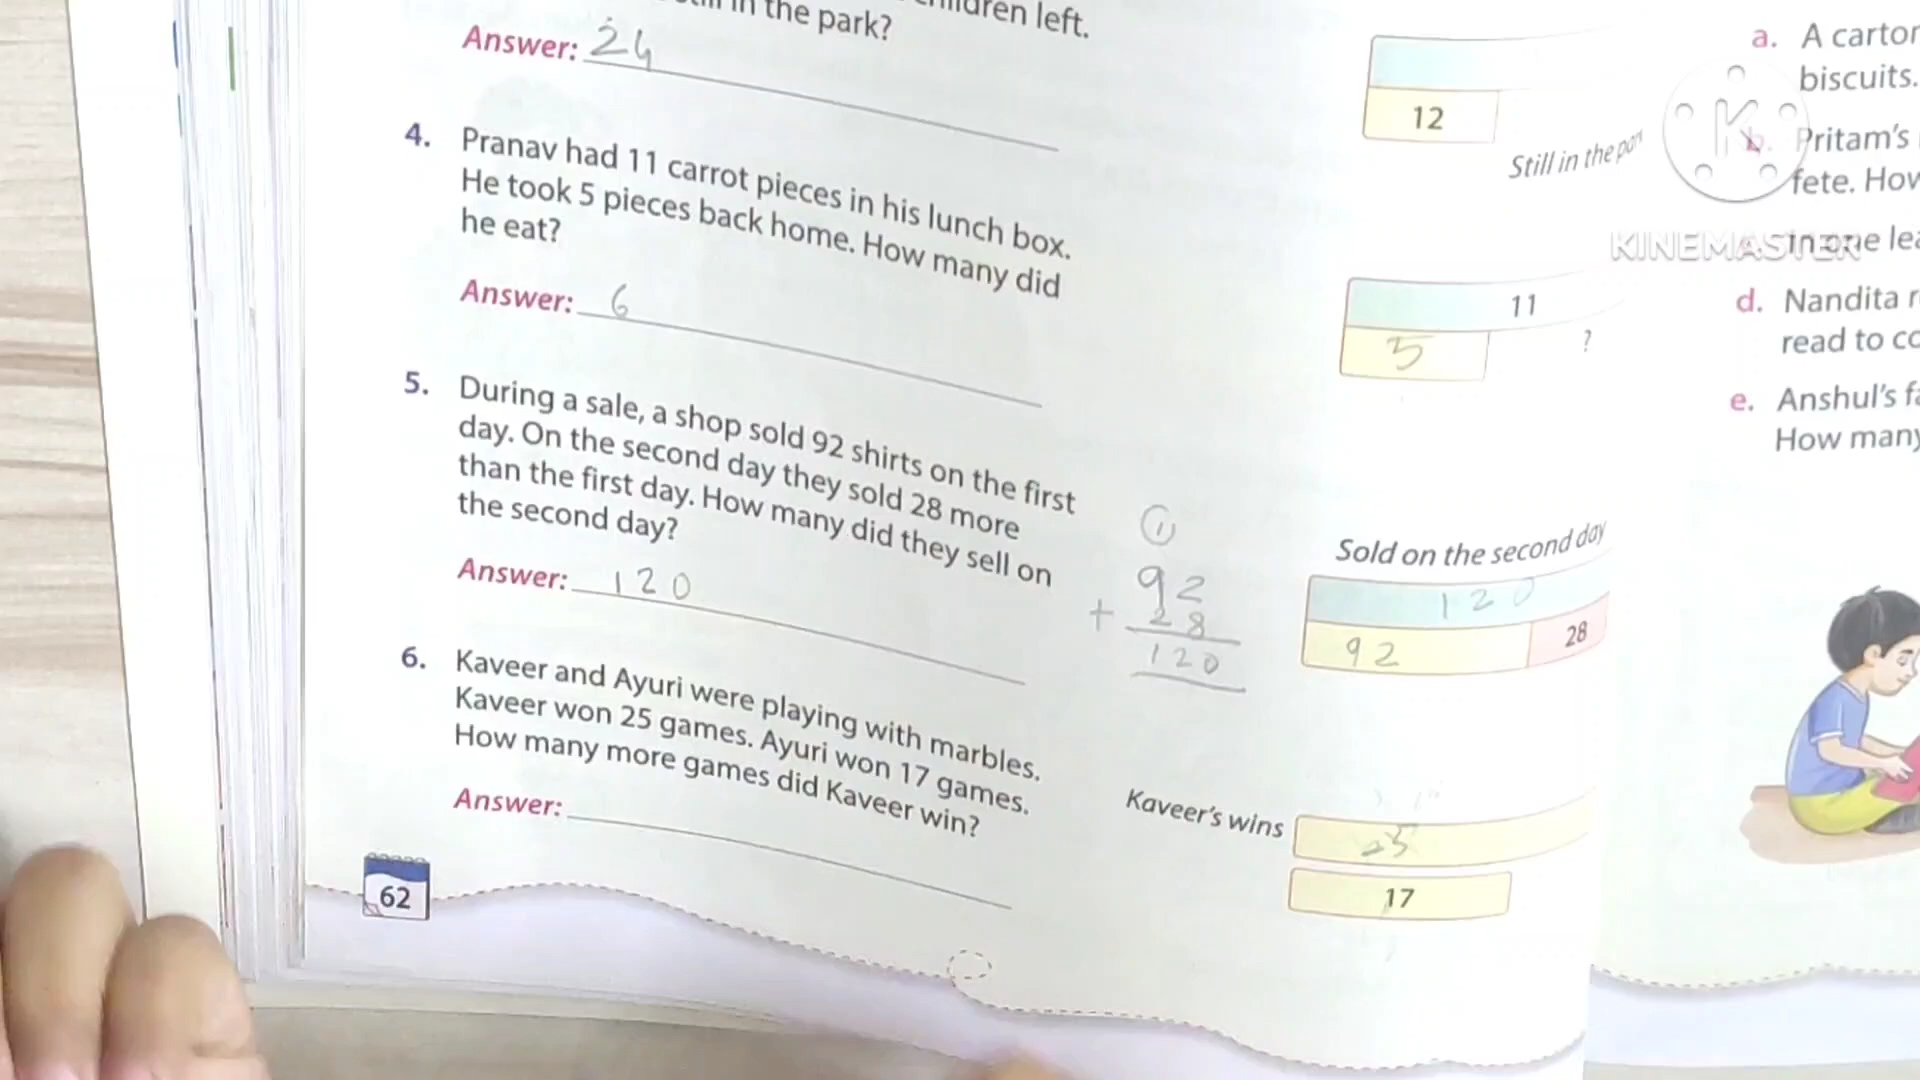 children left.
in the park?
Answer: 24
12
Still in the par
4. Pranav had 11 carrot pieces in his lunch box.
He took 5 pieces back home. How many did
he eat?
Answer: 6
11
5
?
5. During a sale, a shop sold 92 shirts on the first
day. On the second day they sold 28 more
than the first day. How many did they sell on
the second day?
Answer: 120
1
92
+ 28
120
Sold on the second day
120
92
28
6. Kaveer and Ayuri were playing with marbles.
Kaveer won 25 games. Ayuri won 17 games.
How many more games did Kaveer win?
Answer:
Kaveer's wins
25
17
62
a. A carton
biscuits.
b. Pritam's
fete. How
In one lea
d. Nandita r
read to co
e. Anshul's fa
How many
K
KINEMASTER